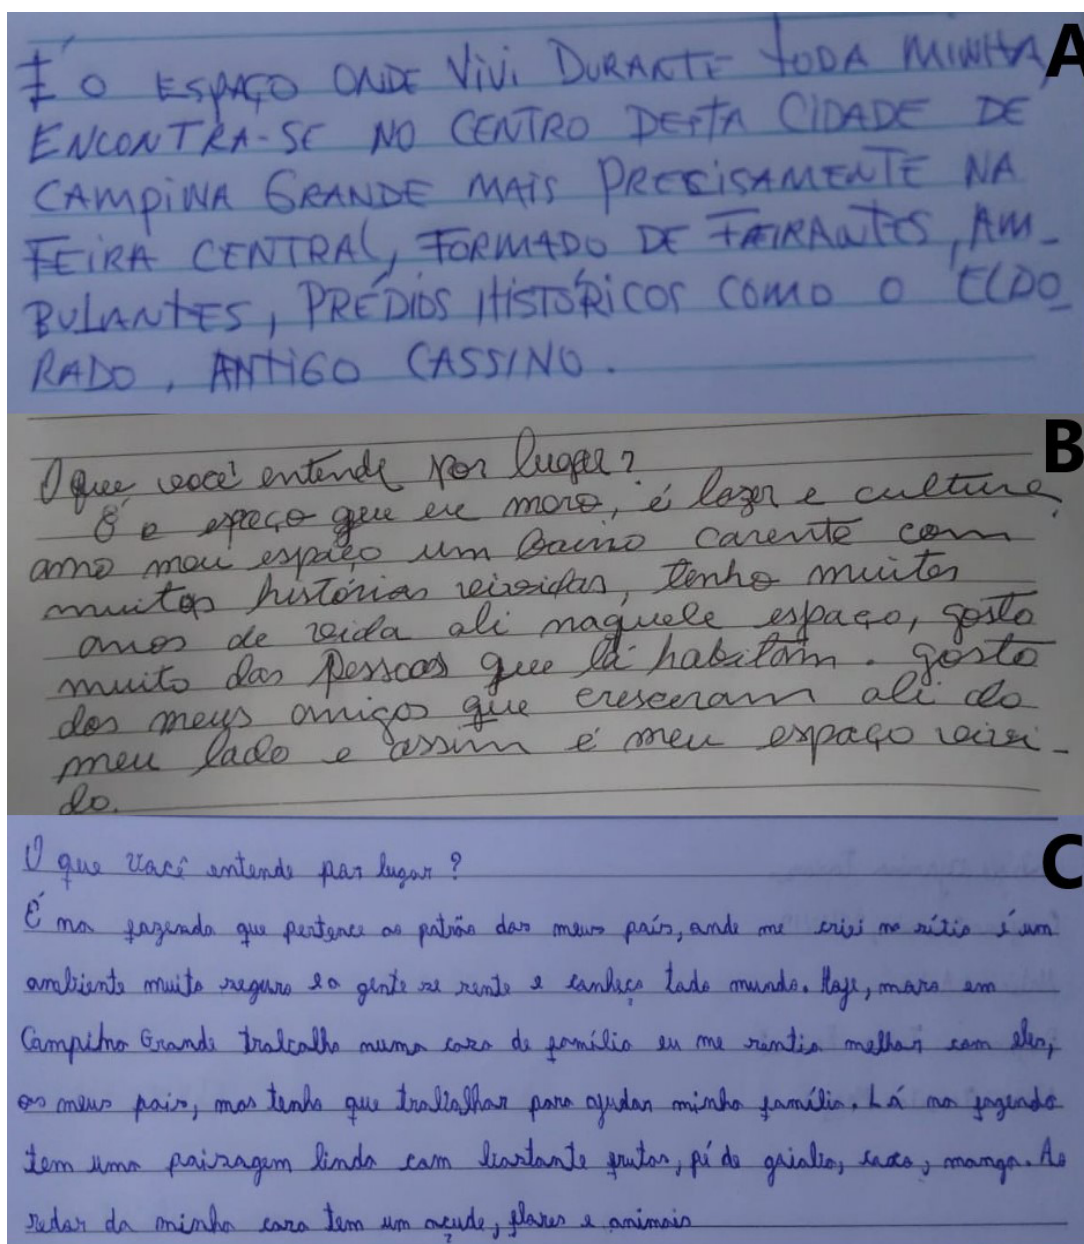 A
É O ESPAÇO ONDE VIVI DURANTE TODA MINHA,
ENCONTRA-SE NO CENTRO DESTA CIDADE DE
CAMPINA GRANDE MAIS PRECISAMENTE NA
FEIRA CENTRAL, FORMADO DE FEIRANTES, AM-
BULANTES, PRÉDIOS HISTÓRICOS COMO O ELDO
RADO, ANTIGO CASSINO.
B
O que você entende por lugar?
É o espaço que eu moro, é lazer e cultura,
amo meu espaço um bairro carente com
muitas histórias vividas, tenho muitos
anos de vida ali naquele espaço, gosto
muito das pessoas que lá habitam. gosto
dos meus amigos que cresceram ali do
meu lado e assim é meu espaço vivi-
do.
C
O que você entende por lugar?
É na fazenda que pertence ao patrão dos meus pais, onde me criei no sítio é um
ambiente muito seguro e a gente se sente e conheço todo mundo. Hoje, moro em
Campina Grande trabalho numa casa de família eu me sentia melhor com eles,
os meus pais, mas tenho que trabalhar para ajudar minha família. Lá na fazenda
tem uma paisagem linda com bastante frutas, pé de goiaba, caca, manga. Ao
redor da minha casa tem um açude, flores e animais